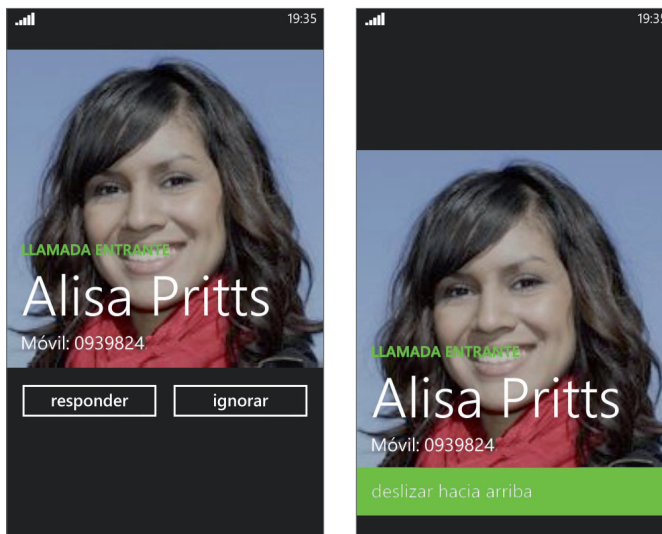 19:35
LLAMADA ENTRANTE
Alisa Pritts
Móvil: 0939824
responder
ignorar
19:35
LLAMADA ENTRANTE
Alisa Pritts
Móvil: 0939824
deslizar hacia arriba